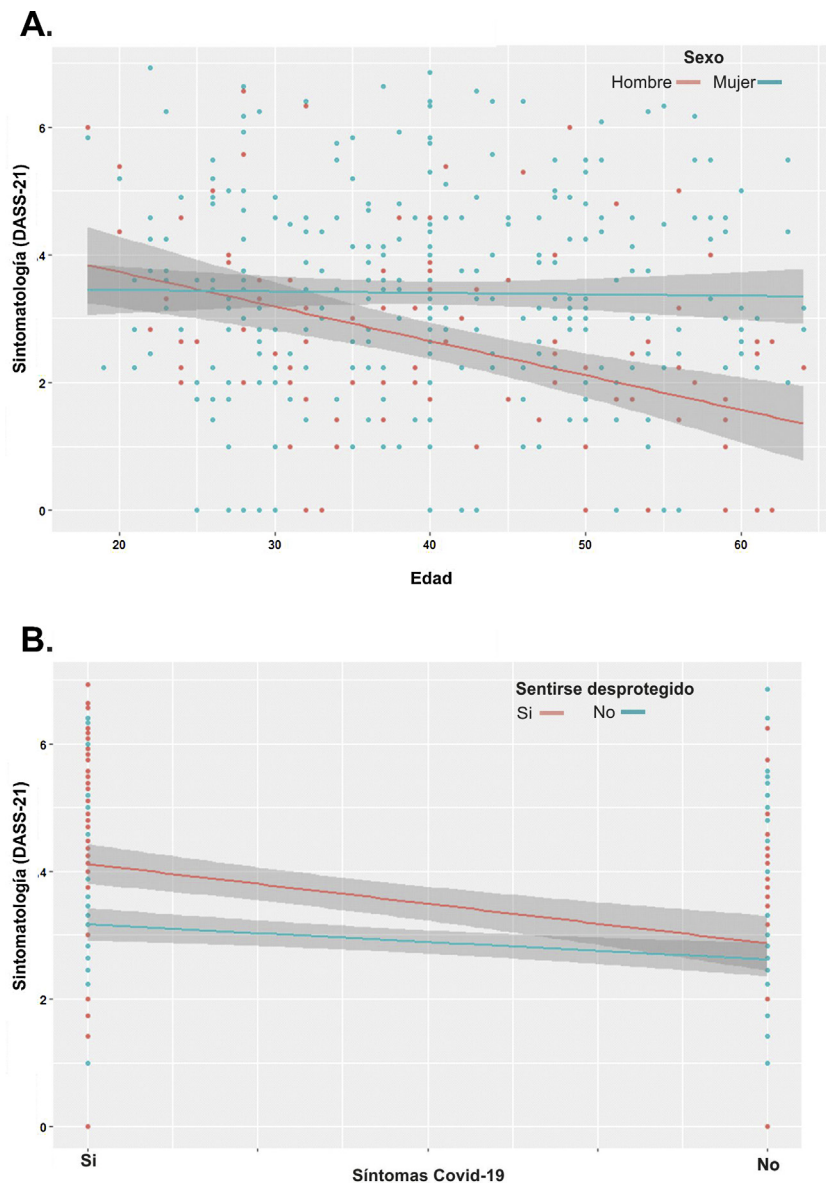 A.
Sexo
Hombre Mujer
Sintomatología (DASS-21)
6
.4
2
0
20 30 40 50 60
Edad
B.
Sentirse desprotegido
Si No
Sintomatología (DASS-21)
6
.4
2
0
Si No
Síntomas Covid-19